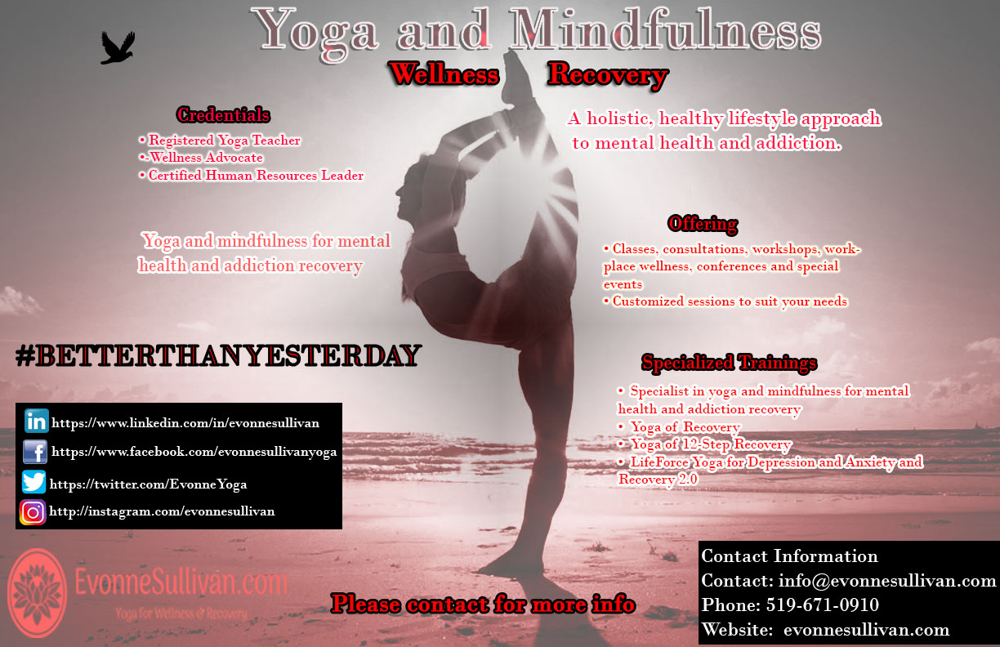 Yoga and Mindfulness
Wellness Recovery
Credentials
• Registered Yoga Teacher
•-Wellness Advocate
• Certified Human Resources Leader
A holistic, healthy lifestyle approach
to mental health and addiction.
Yoga and mindfulness for mental
health and addiction recovery
Offering
• Classes, consultations, workshops, work-
place wellness, conferences and special
events
• Customized sessions to suit your needs
#BETTERTHANYESTERDAY
Specialized Trainings
• Specialist in yoga and mindfulness for mental
health and addiction recovery
• Yoga of Recovery
• Yoga of 12-Step Recovery
• LifeForce Yoga for Depression and Anxiety and
Recovery 2.0
in https://www.linkedin.com/in/evonnesullivan
f https://www.facebook.com/evonnesullivanyoga
https://twitter.com/EvonneYoga
http://instagram.com/evonnesullivan
EvonneSullivan.com
Yoga for Wellness & Recovery
Please contact for more info
Contact Information
Contact: info@evonnesullivan.com
Phone: 519-671-0910
Website: evonnesullivan.com